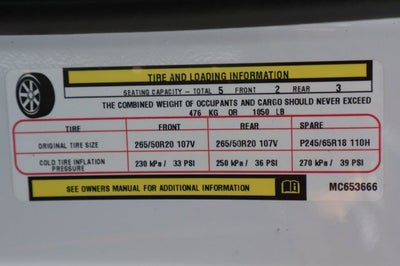 TIRE AND LOADING INFORMATION
SEATING CAPACITY - TOTAL 5 FRONT 2 REAR 3
THE COMBINED WEIGHT OF OCCUPANTS AND CARGO SHOULD NEVER EXCEED
476 KG OR 1050 LB
TIRE FRONT REAR SPARE
ORIGINAL TIRE SIZE 265/50R20 107V 265/50R20 107V P245/65R18 110H
COLD TIRE INFLATION PRESSURE 230 kPa / 33 PSI 250 kPa / 36 PSI 270 kPa / 39 PSI
SEE OWNERS MANUAL FOR ADDITIONAL INFORMATION MC653666